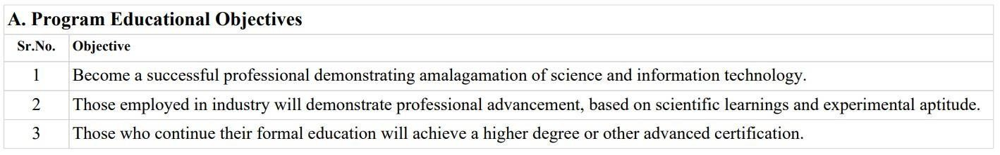 A. Program Educational Objectives
Sr.No. Objective
1 Become a successful professional demonstrating amalagamation of science and information technology.
2 Those employed in industry will demonstrate professional advancement, based on scientific learnings and experimental aptitude.
3 Those who continue their formal education will achieve a higher degree or other advanced certification.